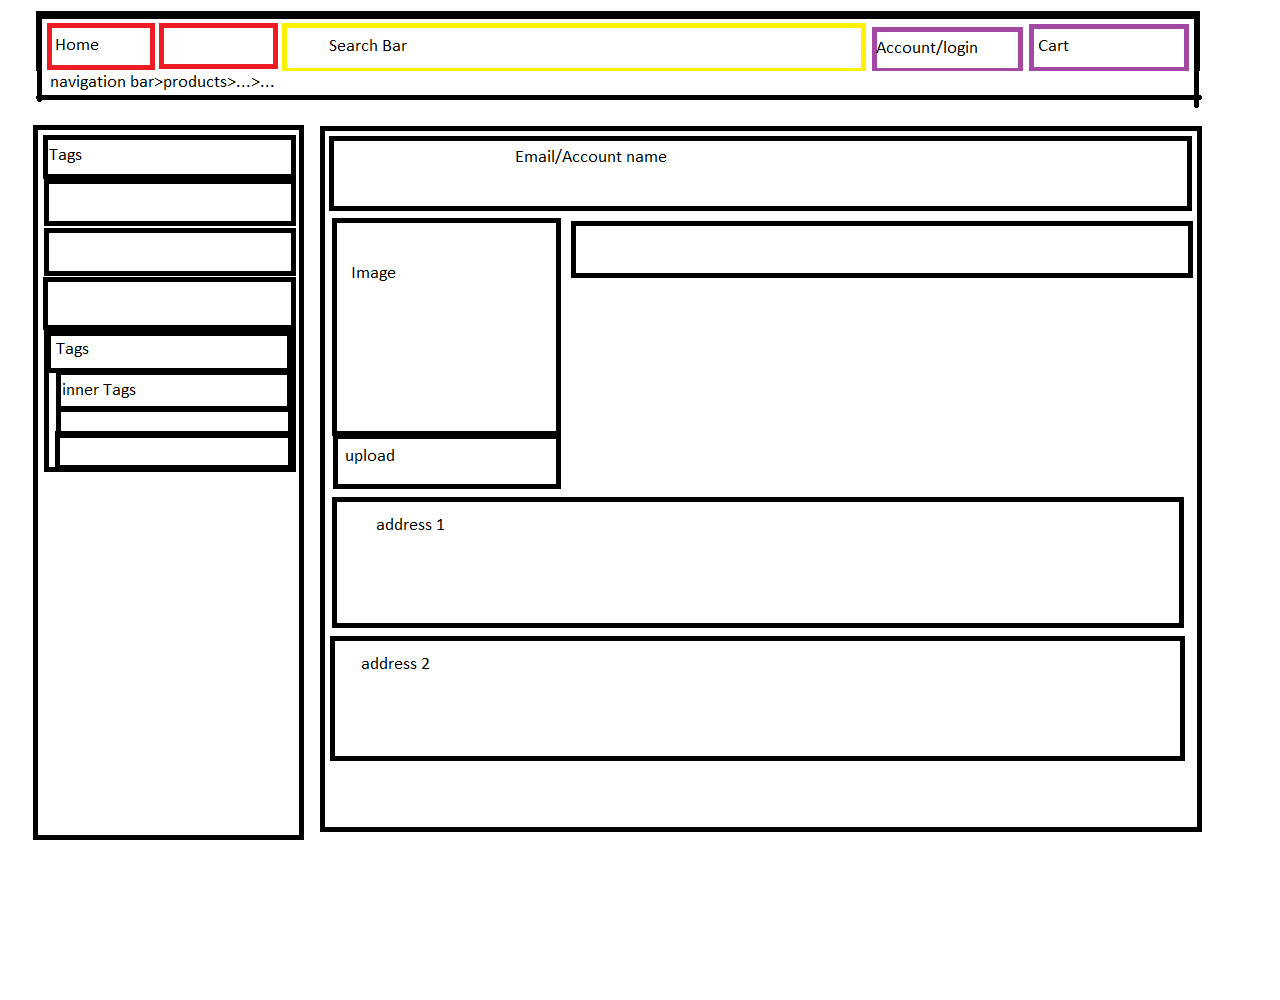 Home
Search Bar
Account/login
Cart
navigation bar>products>...>...
Tags
Tags
inner Tags
Email/Account name
Image
upload
address 1
address 2